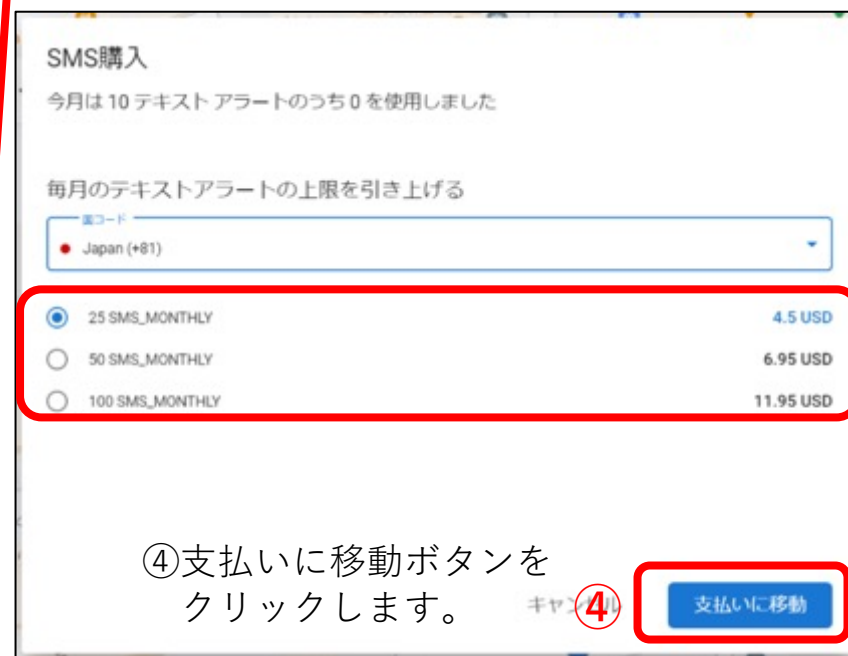 SMS購入
今月は 10 テキスト アラートのうち 0 を使用しました
毎月のテキストアラートの上限を引き上げる
国コード
Japan (+81)
25 SMS_MONTHLY 4.5 USD
50 SMS_MONTHLY 6.95 USD
100 SMS_MONTHLY 11.95 USD
④支払いに移動ボタンを
クリックします。
キャンセル ④ 支払いに移動